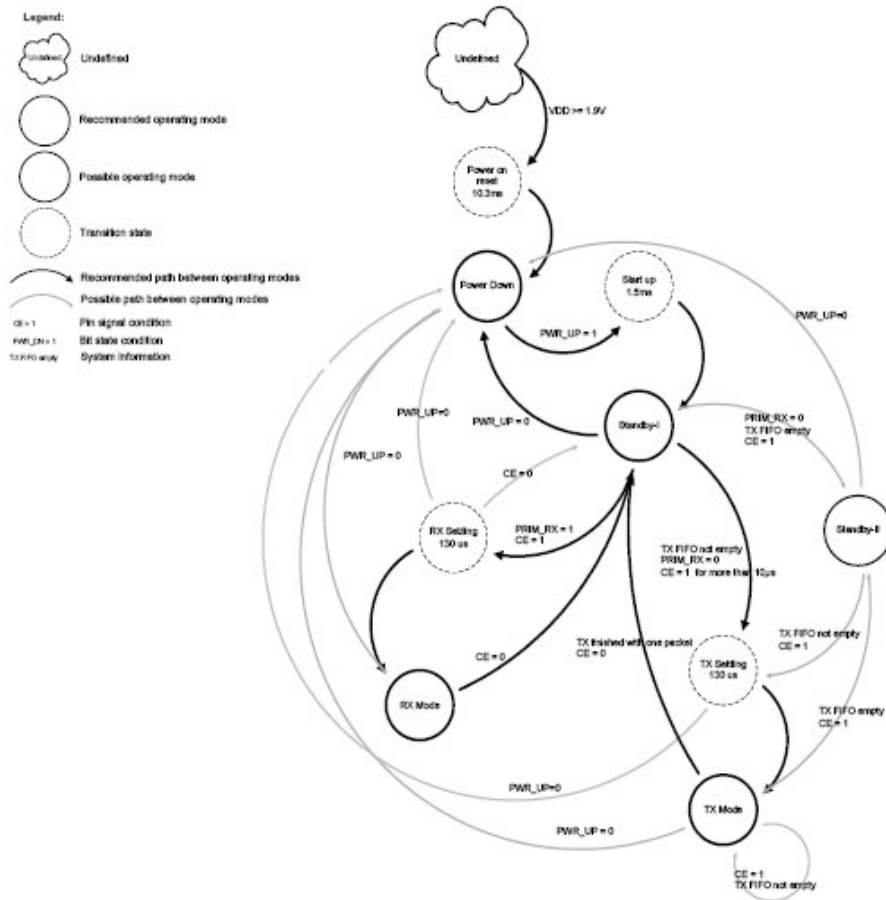 Legend:
Undefined
Undefined
Recommended operating mode
Possible operating mode
Transition state
Recommended path between operating modes
Possible path between operating modes
CE = 1 Pin signal condition
PWR_DN = 1 Bit state condition
TX FIFO empty System information
Undefined
VDD >= 1.9V
Power on
reset
10.3ms
Power Down
Start up
1.5ms
PWR_UP=0
PWR_UP = 1
PWR_UP=0
PWR_UP = 0
Standby-I
PRIM_RX = 0
TX FIFO empty
CE = 1
PWR_UP = 0
CE = 0
RX Settling
130 us
PRIM_RX = 1
CE = 1
Standby-II
TX FIFO not empty
PRIM_RX = 0
CE = 1 for more than 10µs
TX finished with one packet
CE = 0
TX FIFO not empty
CE = 1
CE = 0
TX Settling
130 us
RX Mode
TX FIFO empty
CE = 1
PWR_UP=0
TX Mode
PWR_UP = 0
CE = 1
TX FIFO not empty